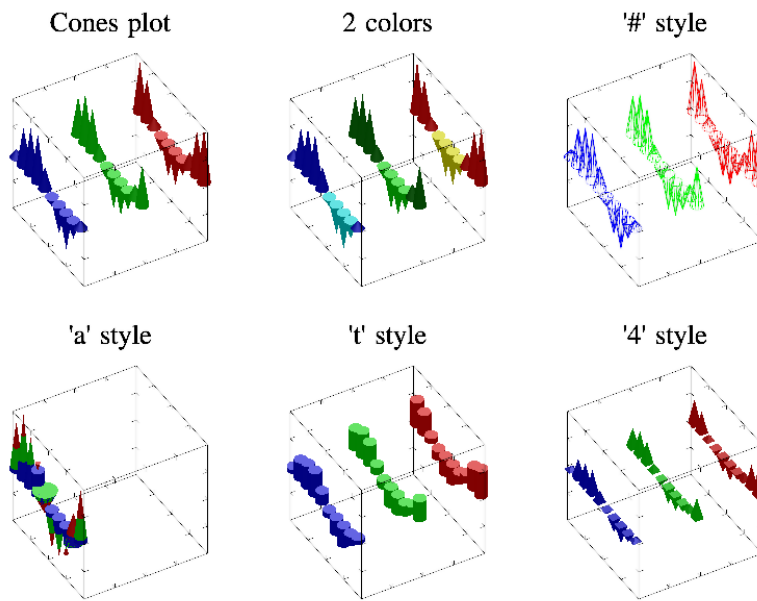 Cones plot
2 colors
'#' style
'a' style
't' style
'4' style